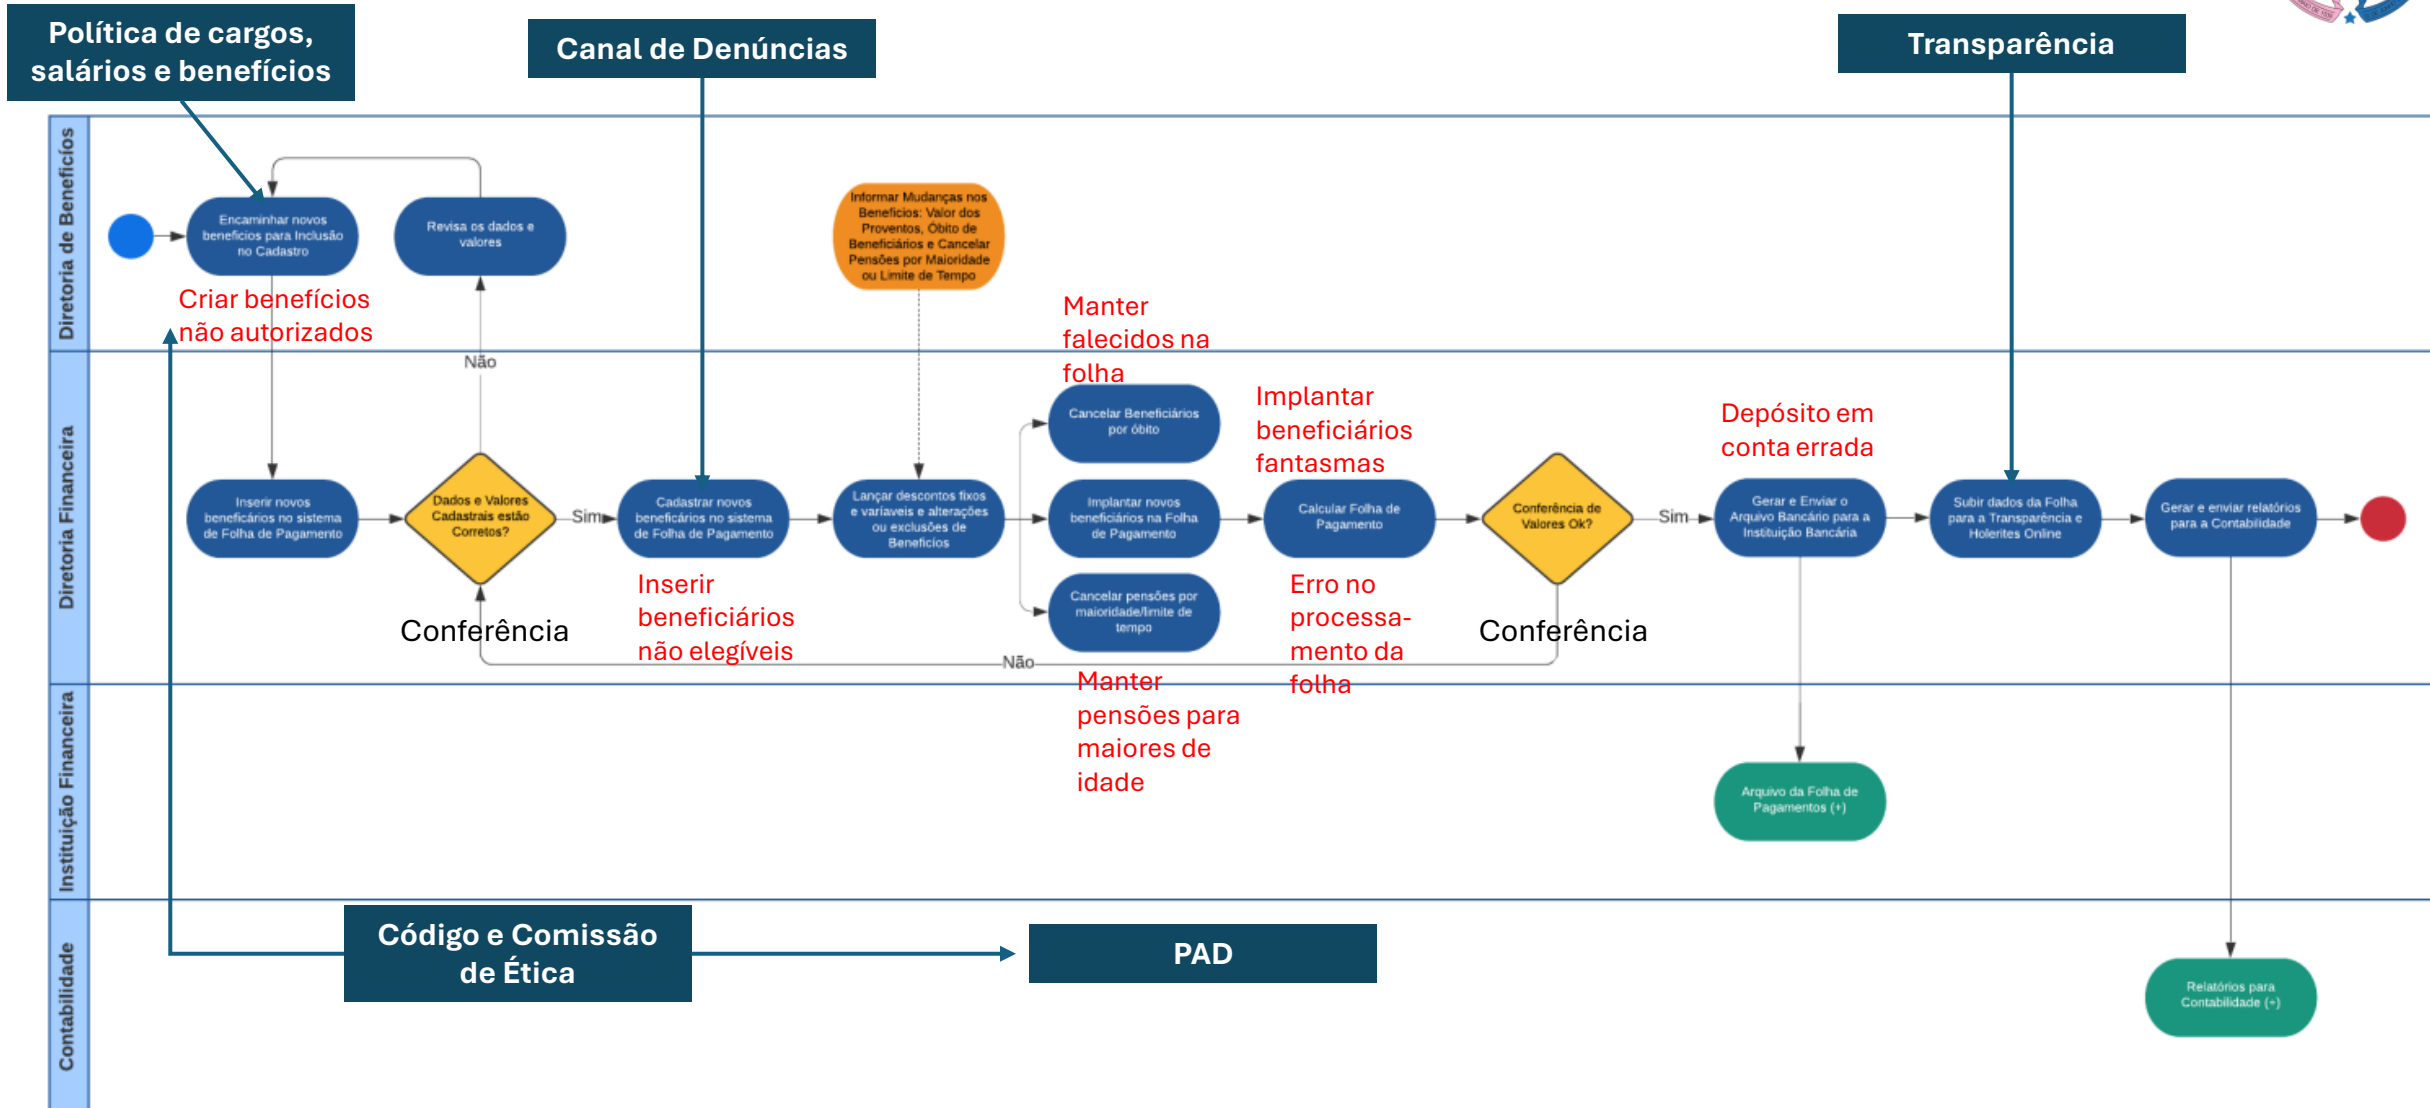 Política de cargos,
salários e benefícios
Canal de Denúncias
Transparência
Diretoria de Benefícios
Encaminhar novos
beneficios para Inclusão
no Cadastro
Revisa os dados e
valores
Informar Mudanças nos
Beneficios: Valor dos
Proventos, Óbito de
Beneficiários e Cancelar
Pensões por Maioridade
ou Limite de Tempo
Criar benefícios
não autorizados
Manter
falecidos na
folha
Não
Diretoria Financeira
Inserir novos
beneficários no sistema
de Folha de Pagamento
Dados e Valores
Cadastrais estão
Corretos?
Sim
Cadastrar novos
beneficários no sistema
de Folha de Pagamento
Lançar descontos fixos
e varíaveis e alterações
ou exclusões de
Benefícios
Cancelar Beneficiários
por óbito
Implantar novos
beneficiários na Folha
de Pagamento
Cancelar pensões por
maioridade/limite de
tempo
Implantar
beneficiários
fantasmas
Calcular Folha de
Pagamento
Conferência de
Valores Ok?
Sim
Depósito em
conta errada
Gerar e Enviar o
Arquivo Bancário para a
Instituição Bancária
Subir dados da Folha
para a Transparência e
Holerites Online
Gerar e enviar relatórios
para a Contabilidade
Conferência
Inserir
beneficiários
não elegíveis
Não
Erro no
processa-
mento da
folha
Conferência
Manter
pensões para
maiores de
idade
Instituição Financeira
Arquivo da Folha de
Pagamentos (+)
Contabilidade
Código e Comissão
de Ética
PAD
Relatórios para
Contabilidade (+)